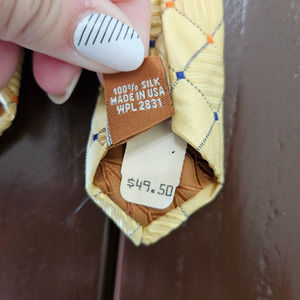 100% SILK
MADE IN USA
WPL 2831
$49.50